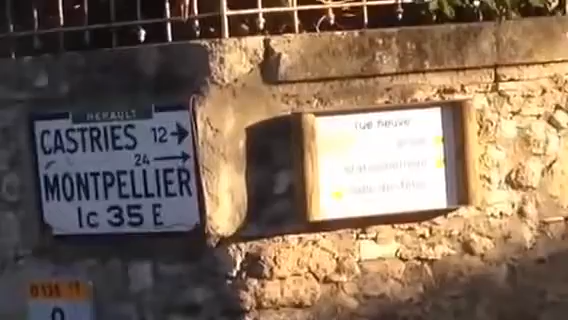 HERAULT
CASTRIES 12
24
MONTPELLIER
Ic 35 E
rue neuve
stationnement
salle des fêtes